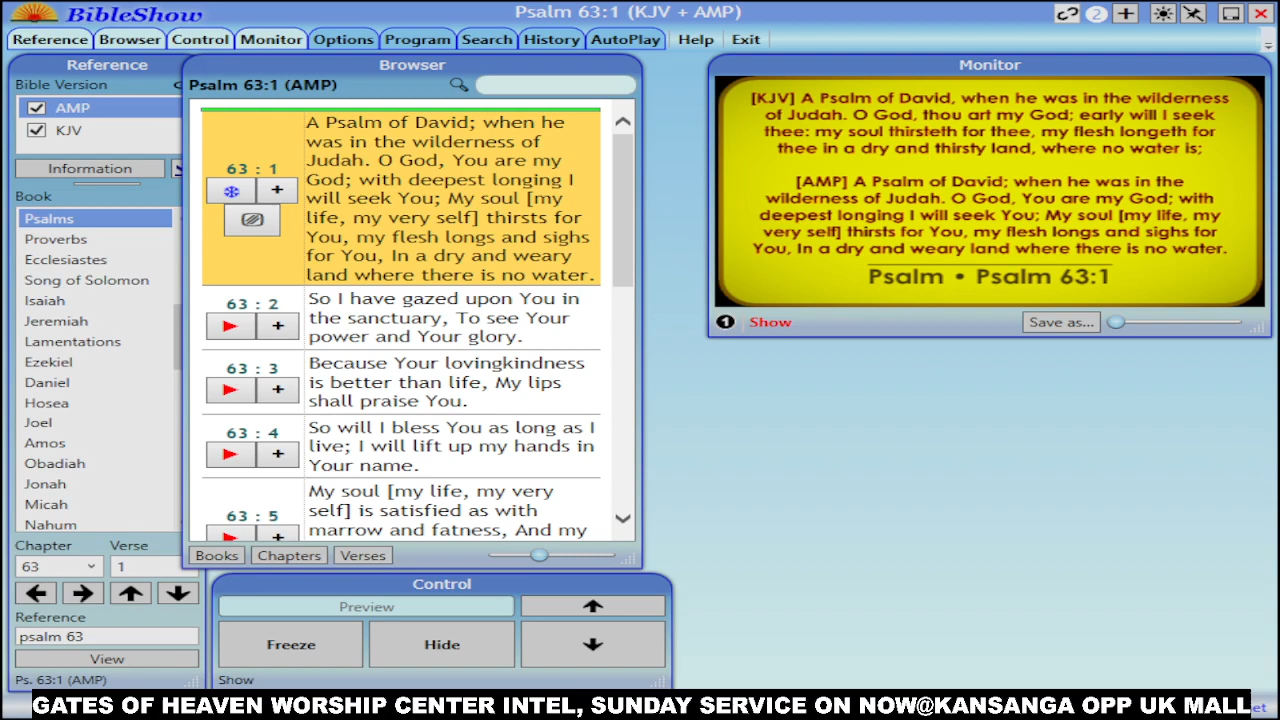 BibleShow
Psalm 63:1 (KJV + AMP)
2
Reference Browser Control Monitor Options Program Search History AutoPlay Help Exit
Reference
Bible Version
AMP
KJV
Information
Book
Psalms
Proverbs
Ecclesiastes
Song of Solomon
Isaiah
Jeremiah
Lamentations
Ezekiel
Daniel
Hosea
Joel
Amos
Obadiah
Jonah
Micah
Nahum
Chapter Verse
63 1
Reference
psalm 63
View
Ps. 63:1 (AMP)
Browser
Psalm 63:1 (AMP)
63 : 1
A Psalm of David; when he
was in the wilderness of
Judah. O God, You are my
God; with deepest longing I
will seek You; My soul [my
life, my very self] thirsts for
You, my flesh longs and sighs
for You, In a dry and weary
land where there is no water.
63 : 2
So I have gazed upon You in
the sanctuary, To see Your
power and Your glory.
63 : 3
Because Your lovingkindness
is better than life, My lips
shall praise You.
63 : 4
So will I bless You as long as I
live; I will lift up my hands in
Your name.
63 : 5
My soul [my life, my very
self] is satisfied as with
marrow and fatness, And my
Books Chapters Verses
Control
Preview
Freeze Hide
Show
Monitor
[KJV] A Psalm of David, when he was in the wilderness
of Judah. O God, thou art my God; early will I seek
thee: my soul thirsteth for thee, my flesh longeth for
thee in a dry and thirsty land, where no water is;
[AMP] A Psalm of David; when he was in the
wilderness of Judah. O God, You are my God; with
deepest longing I will seek You; My soul [my life, my
very self] thirsts for You, my flesh longs and sighs for
You, In a dry and weary land where there is no water.
Psalm • Psalm 63:1
1 Show Save as...
GATES OF HEAVEN WORSHIP CENTER INTEL, SUNDAY SERVICE ON NOW@KANSANGA OPP UK MALL